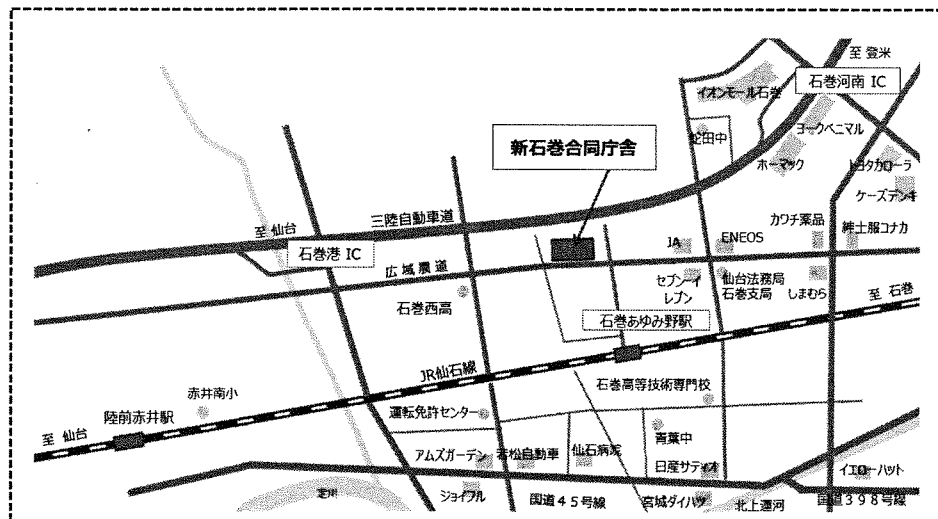 至 登米
石巻河南 IC
イオンモール石巻
ヨークベニマル
蛇田中
新石巻合同庁舎
ホーマック
トヨタカローラ
ケーズデンキ
三陸自動車道
至 仙台
カワチ薬品
紳士服コナカ
石巻港 IC
JA
ENEOS
広域農道
セブン-イ
レブン
仙台法務局
石巻支局
しまむら
至 石巻
石巻西高
石巻あゆみ野駅
JR仙石線
石巻高等技術専門校
赤井南小
陸前赤井駅
運転免許センター
至 仙台
青葉中
アムズガーデン
若松自動車
仙石病院
日産サティオ
イエローハット
定川
ジョイフル
国道45号線
宮城ダイハツ
北上運河
国道398号線